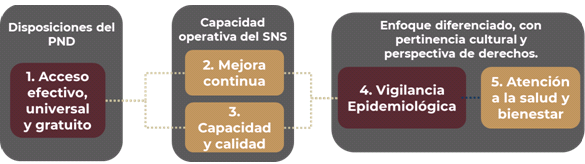 Disposiciones del
PND
1. Acceso
efectivo,
universal
y gratuito
Capacidad
operativa del SNS
2. Mejora
continua
3.
Capacidad
y calidad
Enfoque diferenciado, con
pertinencia cultural y
perspectiva de derechos.
4. Vigilancia
Epidemiológica
5. Atención
a la salud y
bienestar